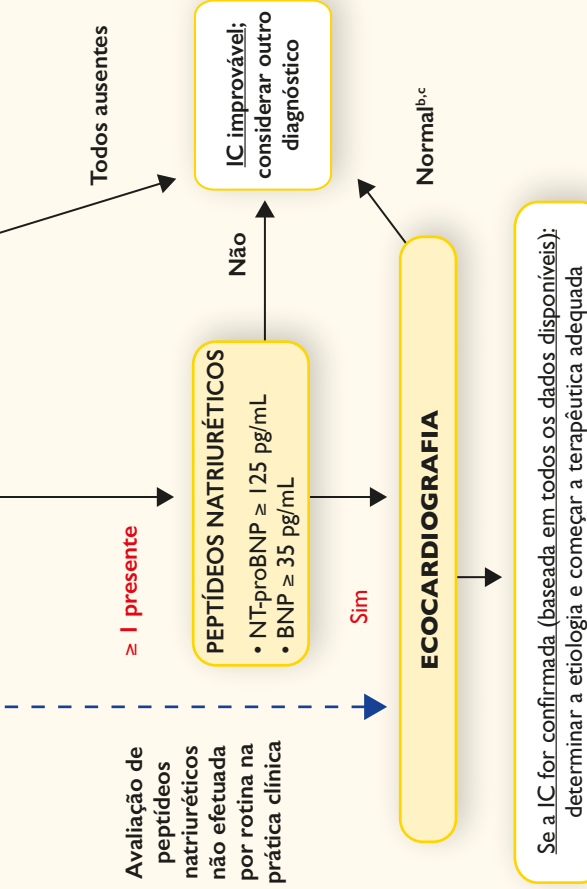 Todos ausentes
≥ 1 presente
Avaliação de
peptídeos
natriuréticos
não efetuada
por rotina na
prática clínica
PEPTÍDEOS NATRIURÉTICOS
• NT-proBNP ≥ 125 pg/mL
• BNP ≥ 35 pg/mL
Não
IC improvável;
considerar outro
diagnóstico
Sim
ECOCARDIOGRAFIA
Normalb,c
Se a IC for confirmada (baseada em todos os dados disponíveis):
determinar a etiologia e começar a terapêutica adequada